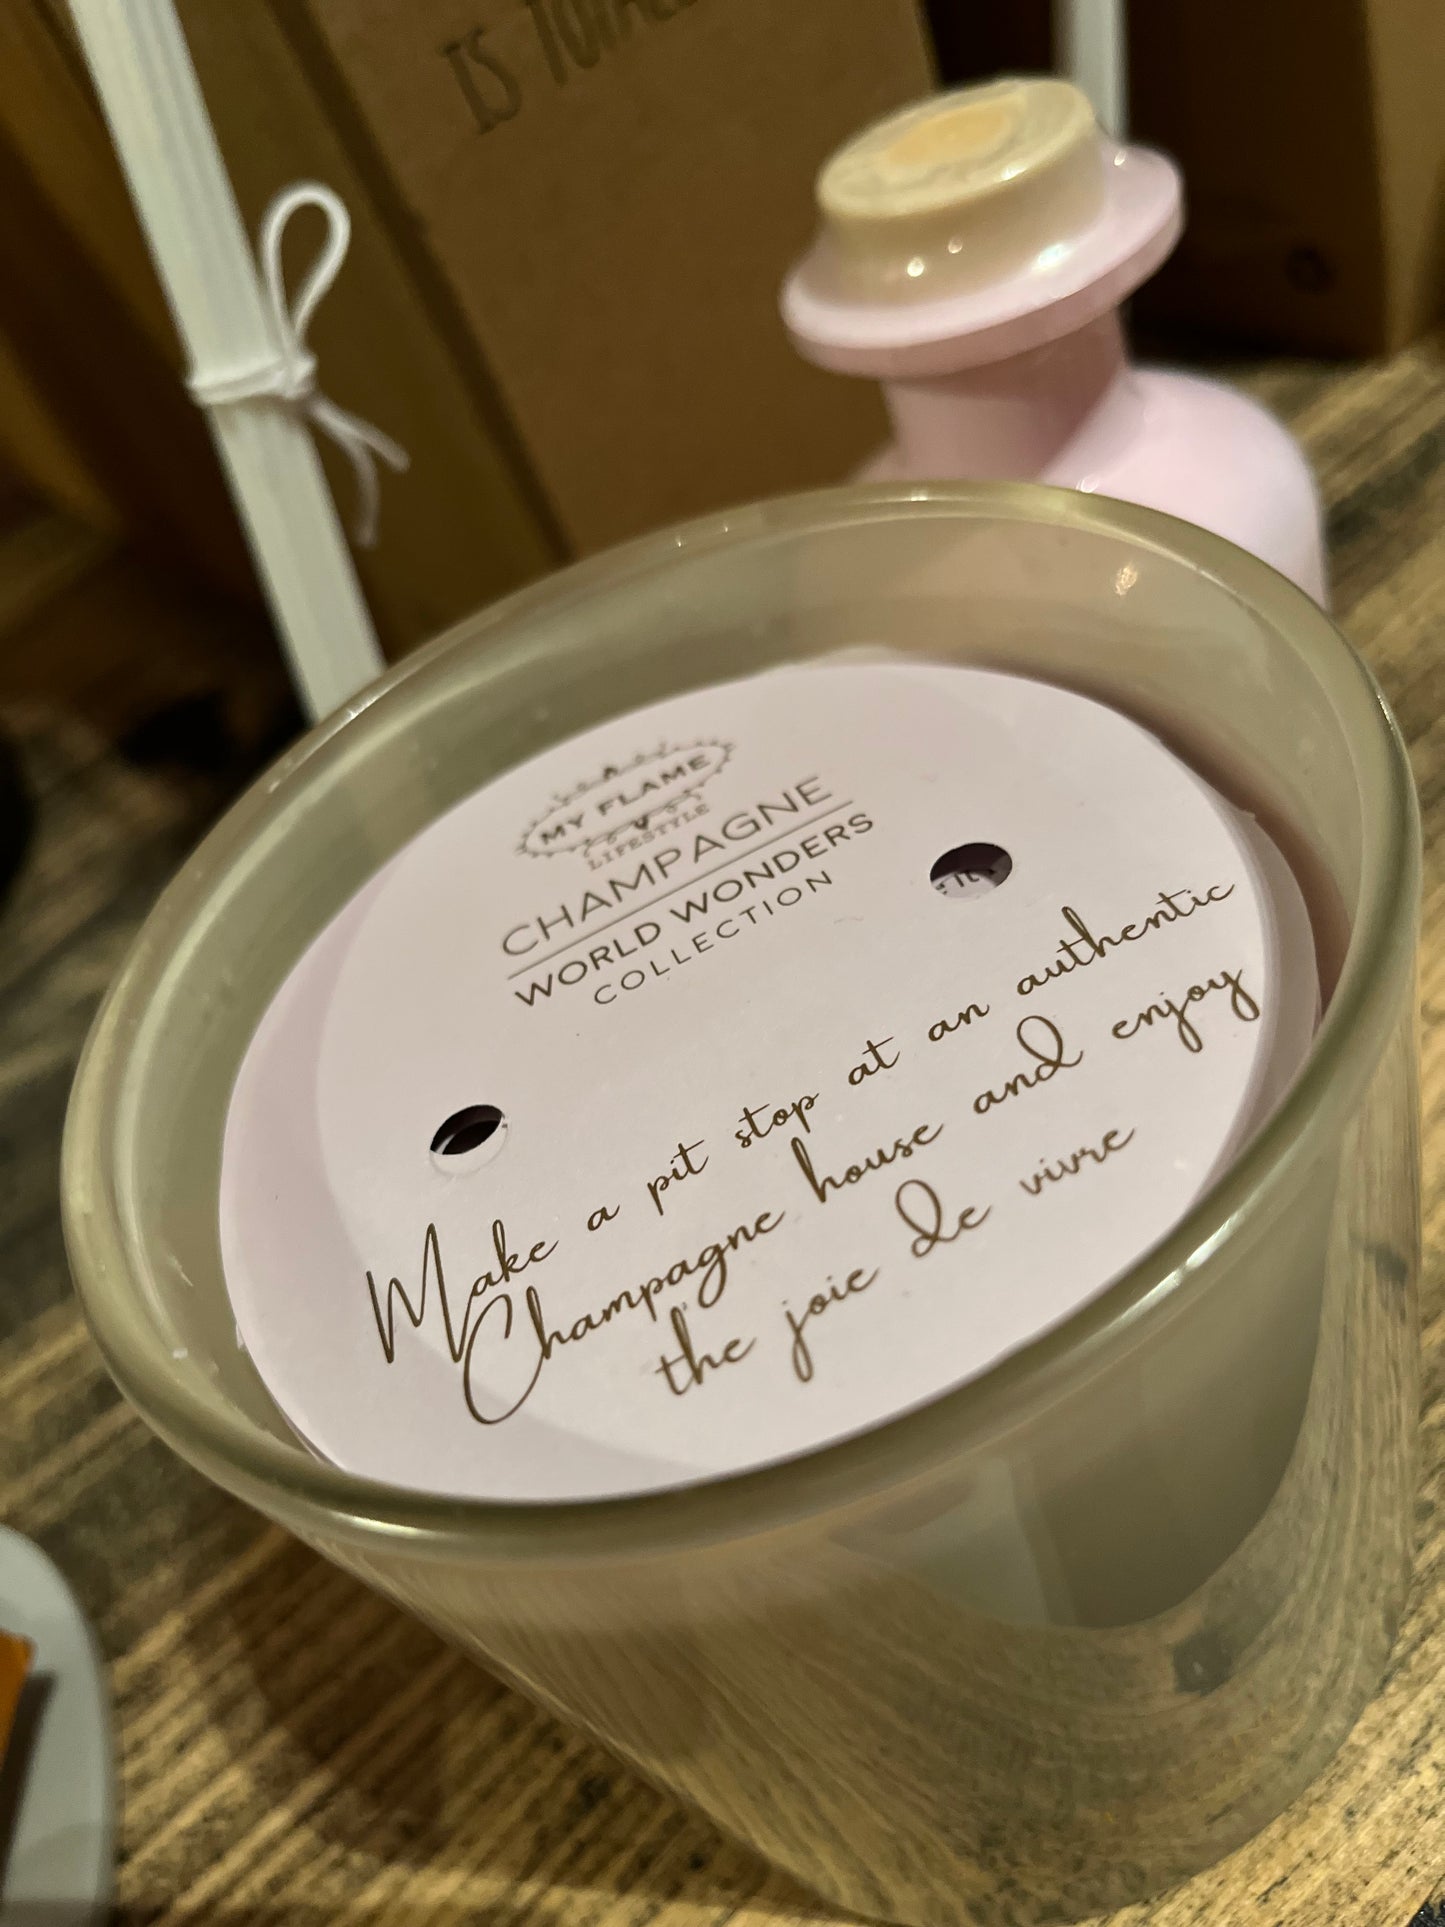 IS
MY FLAME
LIFESTYLE
CHAMPAGNE
WORLD WONDERS
COLLECTION
Make a pit stop at an authentic
Champagne house and enjoy
the joie de vivre